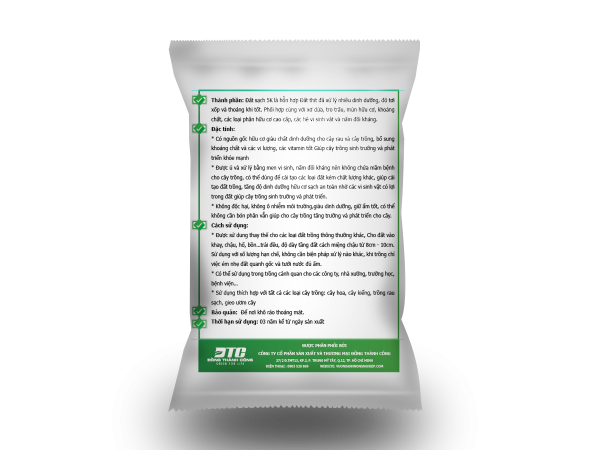 Thành phần: Đất sạch SK là hỗn hợp Đất thịt đã xử lý nhiều dinh dưỡng, độ tơi
xốp và thoáng khí tốt. Phối hợp cùng với xơ dừa, tro trấu, mùn hữu cơ, khoáng
chất, các loại phân hữu cơ cao cấp, các hệ vi sinh vật và nấm đối kháng.
Đặc tính:
* Có nguồn gốc hữu cơ giàu chất dinh dưỡng cho cây rau và cây trồng, bổ sung
khoáng chất và các vi lượng, các vitamin tốt Giúp cây trồng sinh trưởng và phát
triển khỏe mạnh
* Được ủ và xử lý bằng men vi sinh, nấm đối kháng nên không chứa mầm bệnh
cho cây trồng, có thể dùng để cải tạo các loại đất kém chất lượng khác, giúp cải
tạo đất trồng, tăng độ dinh dưỡng hữu cơ sạch an toàn nhờ các vi sinh vật có lợi
trong đất giúp cây trồng sinh trưởng và phát triển.
* Không độc hại, không ô nhiễm môi trường,giàu dinh dưỡng, giữ ẩm tốt, có thể
không cần bón phân vẫn giúp cho cây trồng tăng trưởng và phát triển cho cây.
Cách sử dụng:
* Được sử dụng thay thế cho các loại đất trồng thông thường khác, Cho đất vào
khay, chậu, hố, bồn...trải đều, độ dày tầng đất cách miệng chậu từ 8cm - 10cm.
Sử dụng với số lượng hạn chế, không cần biện pháp xử lý nào khác, khi trồng chỉ
việc ém nhẹ đất quanh gốc và tưới nước đủ ẩm.
* Có thể sử dụng trong trồng cảnh quan cho các công ty, nhà xưởng, trường học,
bệnh viện...
* Sử dụng thích hợp với tất cả các loại cây trồng: cây hoa, cây kiểng, trồng rau
sạch, gieo ươm cây
Bảo quản: Để nơi khô ráo thoáng mát.
Thời hạn sử dụng: 03 năm kể từ ngày sản xuất
ĐƯỢC PHÂN PHỐI BỞI
DTC
ĐÔNG THÀNH CÔNG
GREEN FOR LIFE
CÔNG TY CỔ PHẦN SẢN XUẤT VÀ THƯƠNG MẠI ĐÔNG THÀNH CÔNG